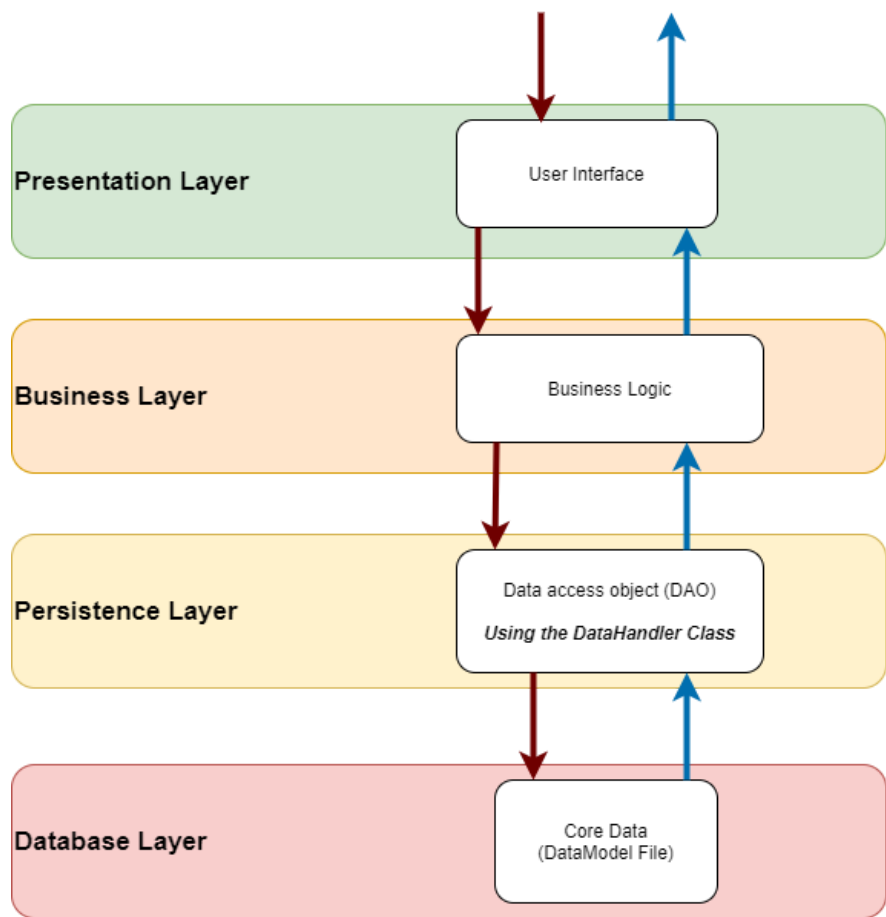 Presentation Layer
User Interface
Business Layer
Business Logic
Persistence Layer
Data access object (DAO)
Using the DataHandler Class
Database Layer
Core Data
(DataModel File)